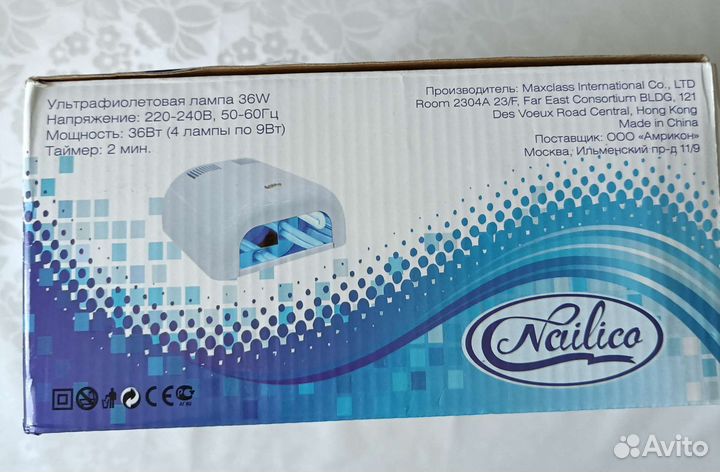 Ультрафиолетовая лампа 36W
Напряжение: 220-240В, 50-60Гц
Мощность: 36Вт (4 лампы по 9Вт)
Таймер: 2 мин.
Производитель: Maxclass International Co., LTD
Room 2304A 23/F, Far East Consortium BLDG, 121
Des Voeux Road Central, Hong Kong
Made in China
Поставщик: ООО «Амрикон»
Москва, Ильменский пр-д 11/9
Nailico
CE
Avito